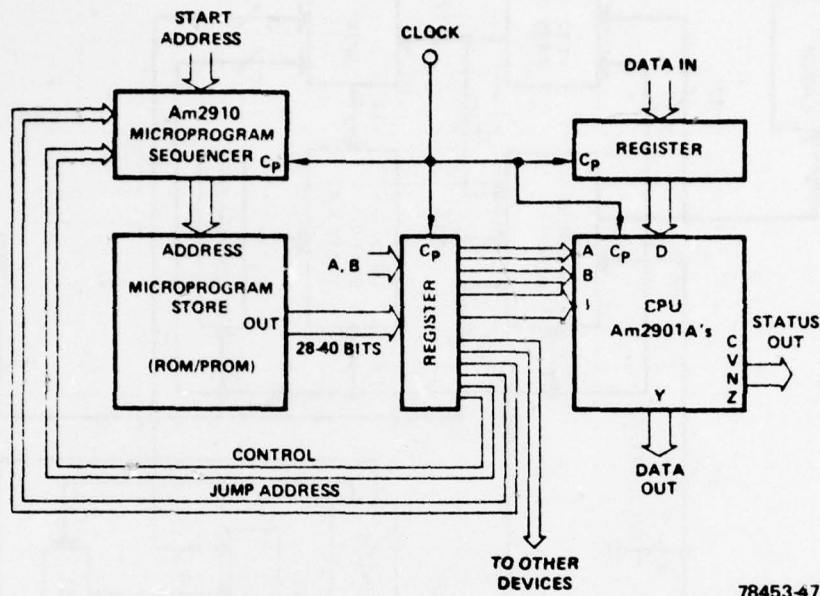 START
ADDRESS
CLOCK
DATA IN
Am2910
MICROPROGRAM
SEQUENCER
Cp
Cp
REGISTER
ADDRESS
MICROPROGRAM
STORE
OUT
(ROM/PROM)
28-40 BITS
A, B
Cp
REGISTER
A
B
I
Cp
D
CPU
Am2901A's
C
V
N
Z
Y
STATUS
OUT
DATA
OUT
CONTROL
JUMP ADDRESS
TO OTHER
DEVICES
78453-47